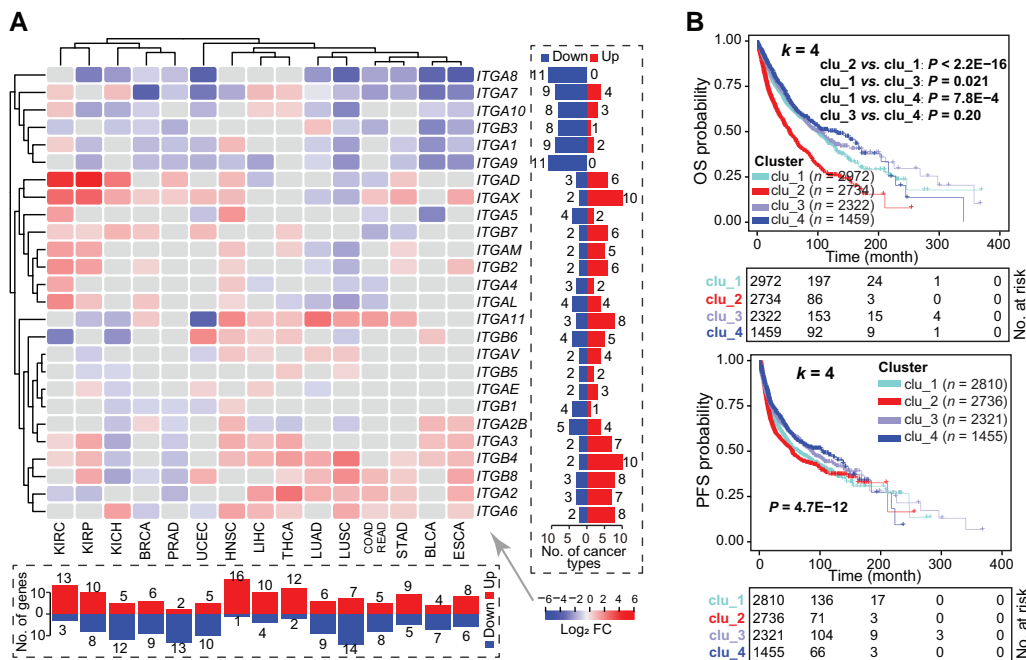 A
Down Up
ITGA8 11 0
ITGA7 9 4
ITGA10 8 3
ITGB3 8 1
ITGA1 9 2
ITGA9 11 0
ITGAD 3 6
ITGAX 2 10
ITGA5 4 2
ITGB7 2 6
ITGAM 2 5
ITGB2 2 6
ITGA4 2 3
ITGAL 4 4
ITGA11 3 8
ITGB6 4 5
ITGAV 2 4
ITGB5 2 2
ITGAE 2 3
ITGB1 4 1
ITGA2B 5 4
ITGA3 2 7
ITGB4 2 10
ITGB8 3 8
ITGA2 3 7
ITGA6 2 8
10 5 0 5 10
No. of cancer
types
KIRC KIRP KICH BRCA PRAD UCEC HNSC LIHC THCA LUAD LUSC COAD READ STAD BLCA ESCA
No. of genes
10
0
10
13 10 5 6 2 5 16 10 12 6 7 5 9 4 8
3 8 12 9 13 10 1 4 2 9 14 8 5 7 6
Down Up
−6 −4 −2 0 2 4 6
Log₂ FC
B
k = 4
clu_2 vs. clu_1: P < 2.2E−16
clu_1 vs. clu_3: P = 0.021
clu_1 vs. clu_4: P = 7.8E−4
clu_3 vs. clu_4: P = 0.20
OS probability
1.00
0.75
0.50
0.25
0.00
Cluster
clu_1 (n = 2972)
clu_2 (n = 2734)
clu_3 (n = 2322)
clu_4 (n = 1459)
0 100 200 300 400
Time (month)
clu_1 2972 197 24 1 0
clu_2 2734 86 3 0 0
clu_3 2322 153 15 4 0
clu_4 1459 92 9 1 0
No. at risk
k = 4
PFS probability
1.00
0.75
0.50
0.25
0.00
Cluster
clu_1 (n = 2810)
clu_2 (n = 2736)
clu_3 (n = 2321)
clu_4 (n = 1455)
P = 4.7E−12
0 100 200 300 400
Time (month)
clu_1 2810 136 17 0 0
clu_2 2736 71 3 0 0
clu_3 2321 104 9 3 0
clu_4 1455 66 3 0 0
No. at risk